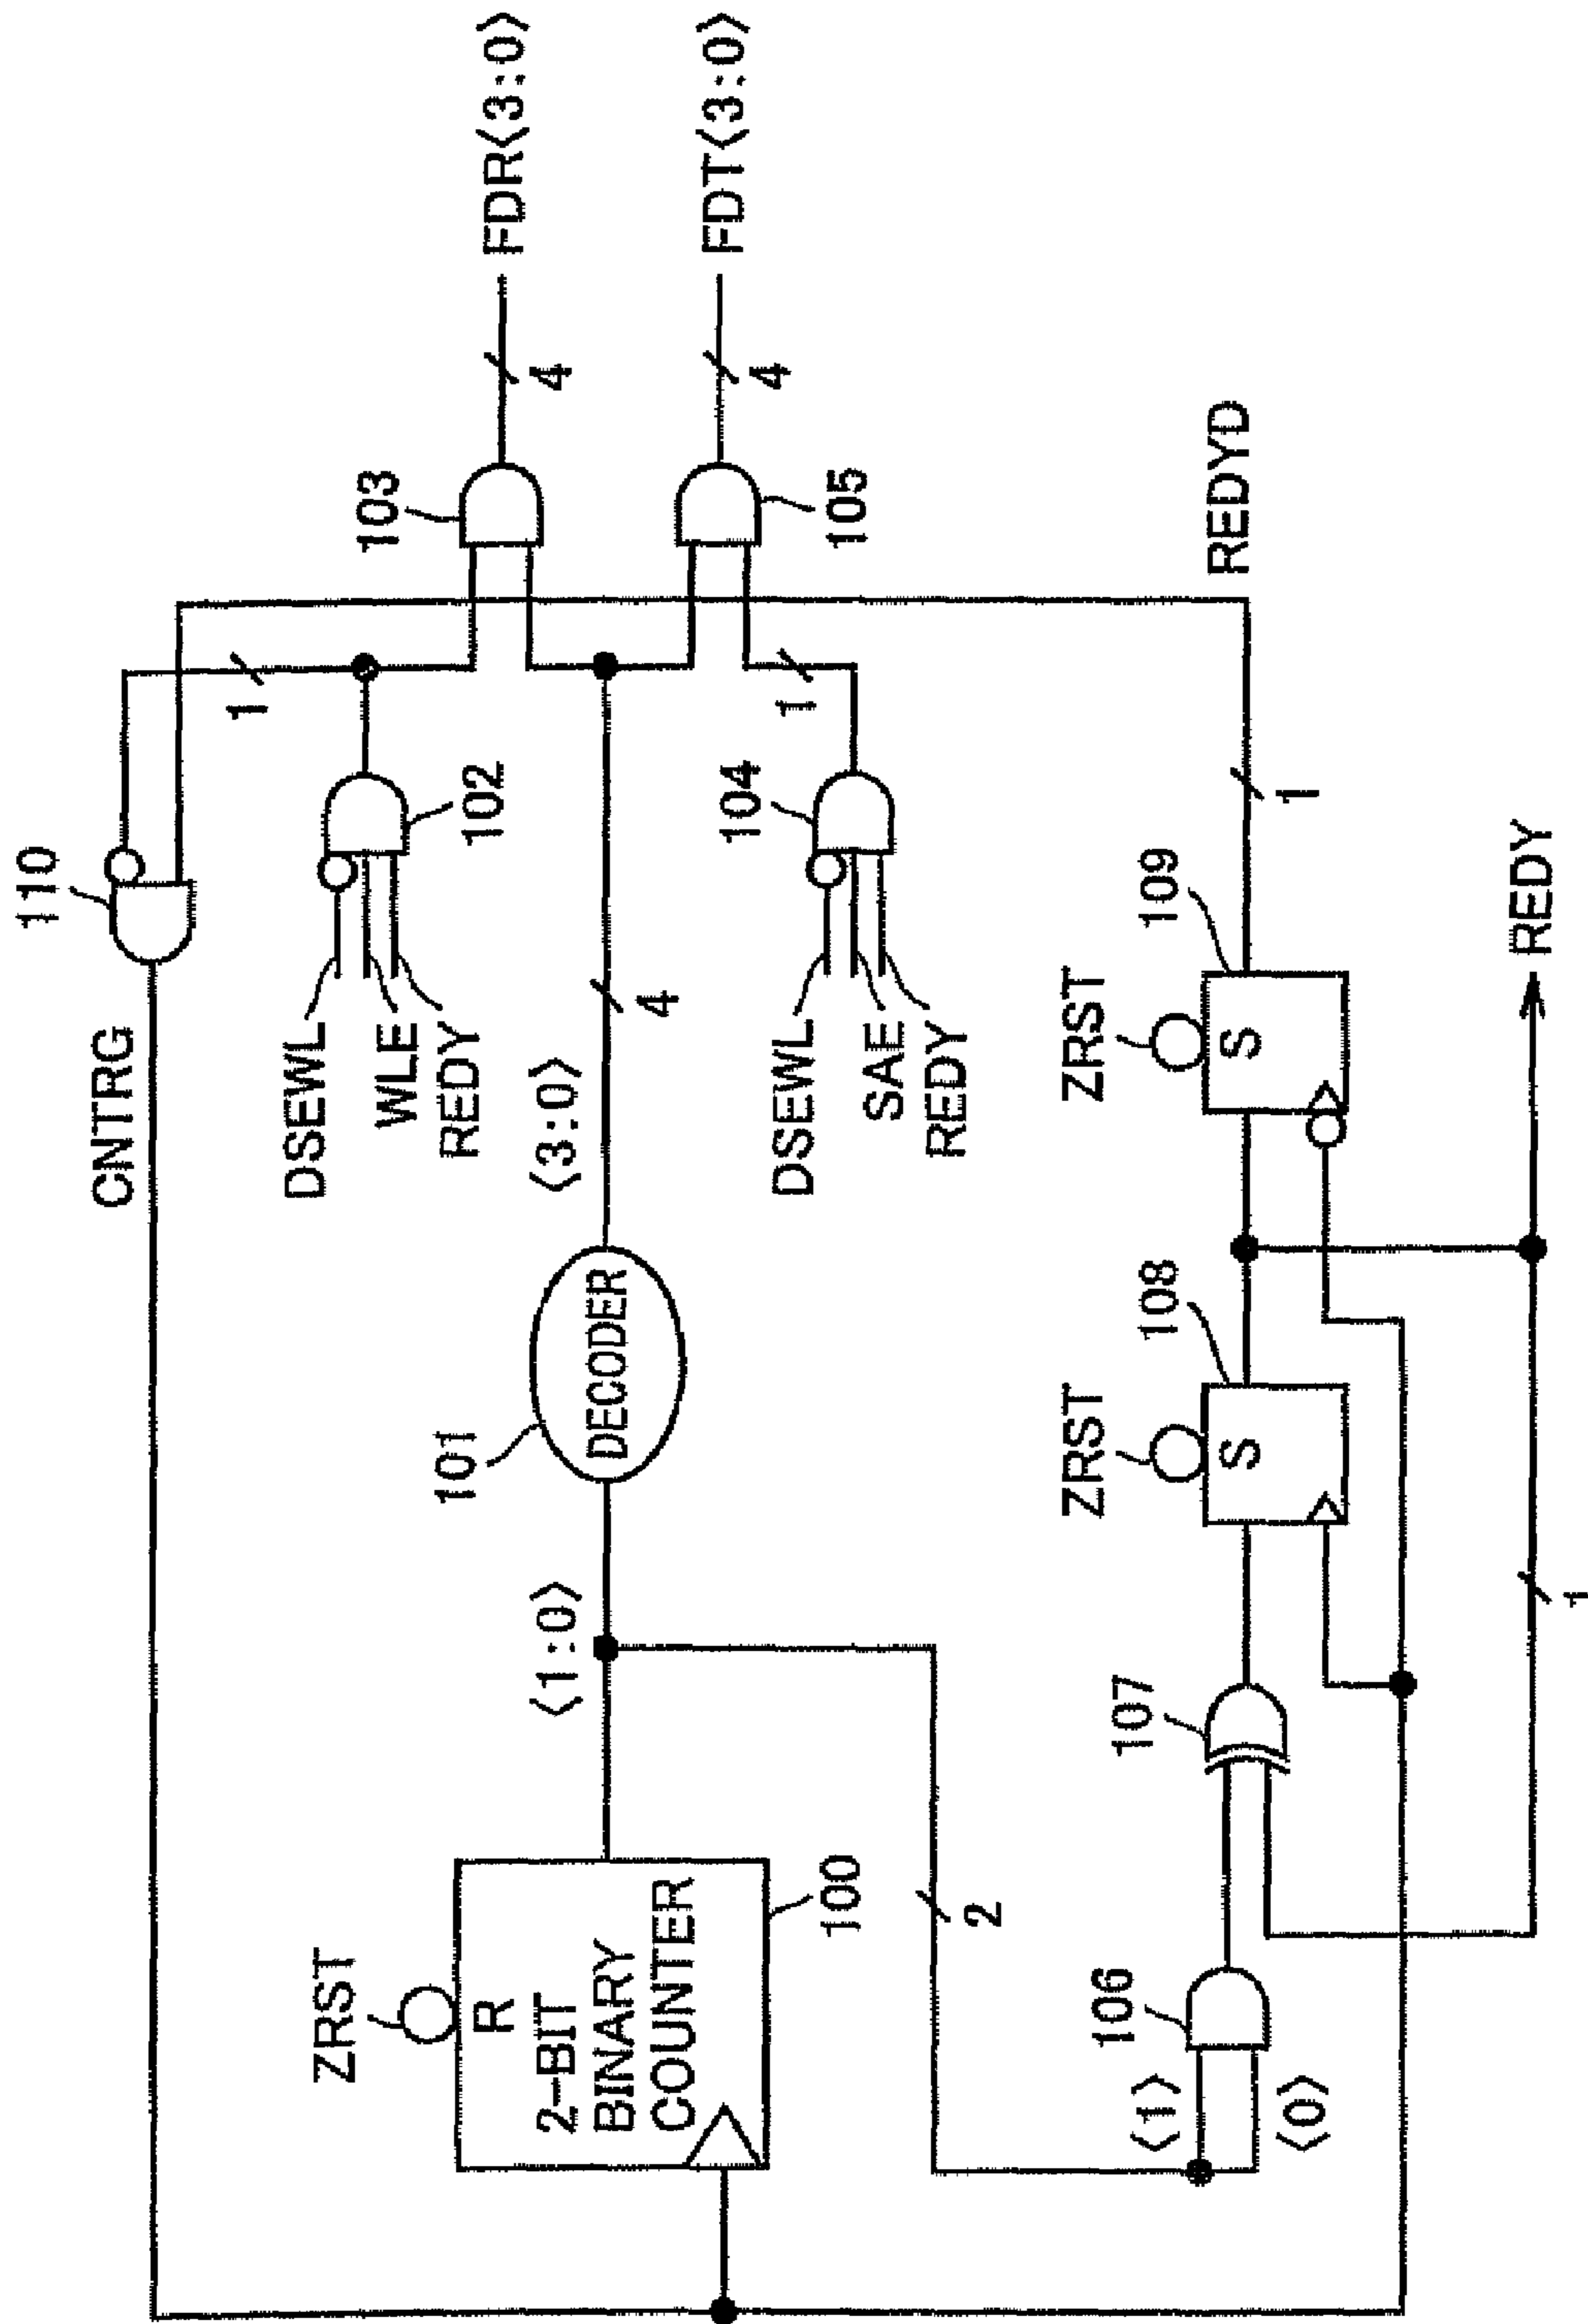 110
CNTRG
1
DSEWL
WLE
REDY
102
103
FDR<3:0>
4
ZRST
R
2-BIT
BINARY
COUNTER
100
<1:0>
101
DECODER
<3:0>
4
FDT<3:0>
4
105
1
104
DSEWL
SAE
REDY
2
<1>
<0>
106
107
ZRST
S
108
ZRST
S
109
1
REDYD
REDY
1